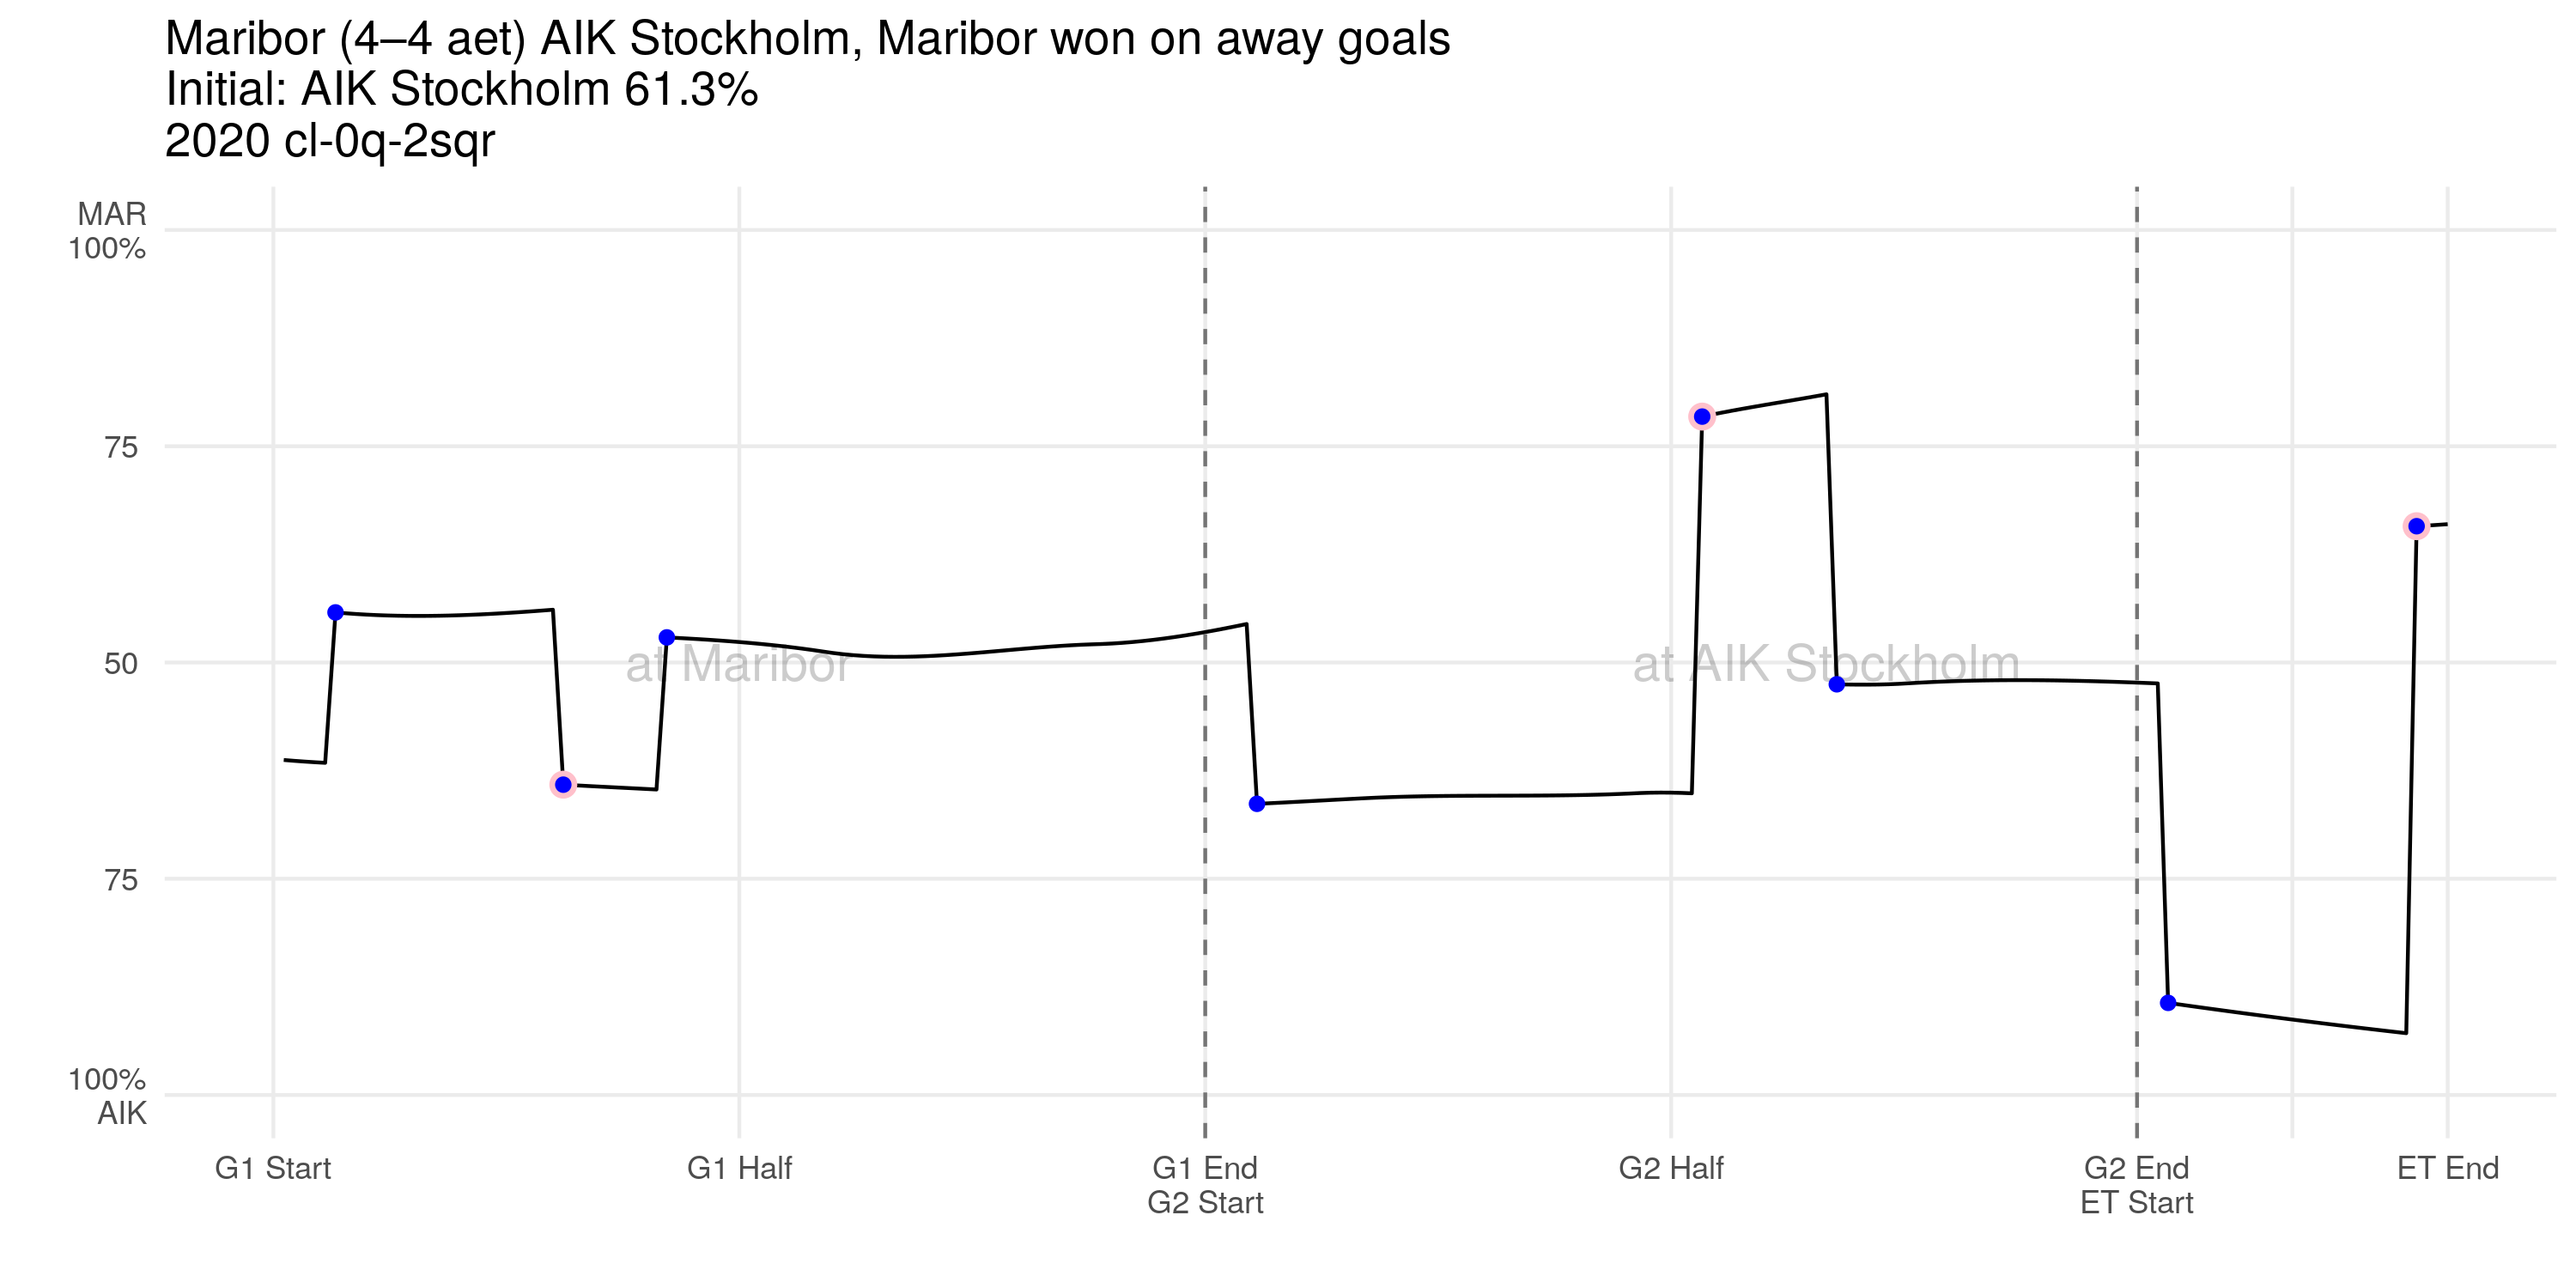 Maribor (4–4 aet) AIK Stockholm, Maribor won on away goals
Initial: AIK Stockholm 61.3%
2020 cl-0q-2sqr
MAR
100%
75
50
75
100%
AIK
at Maribor
at AIK Stockholm
G1 Start
G1 Half
G1 End
G2 Start
G2 Half
G2 End
ET Start
ET End